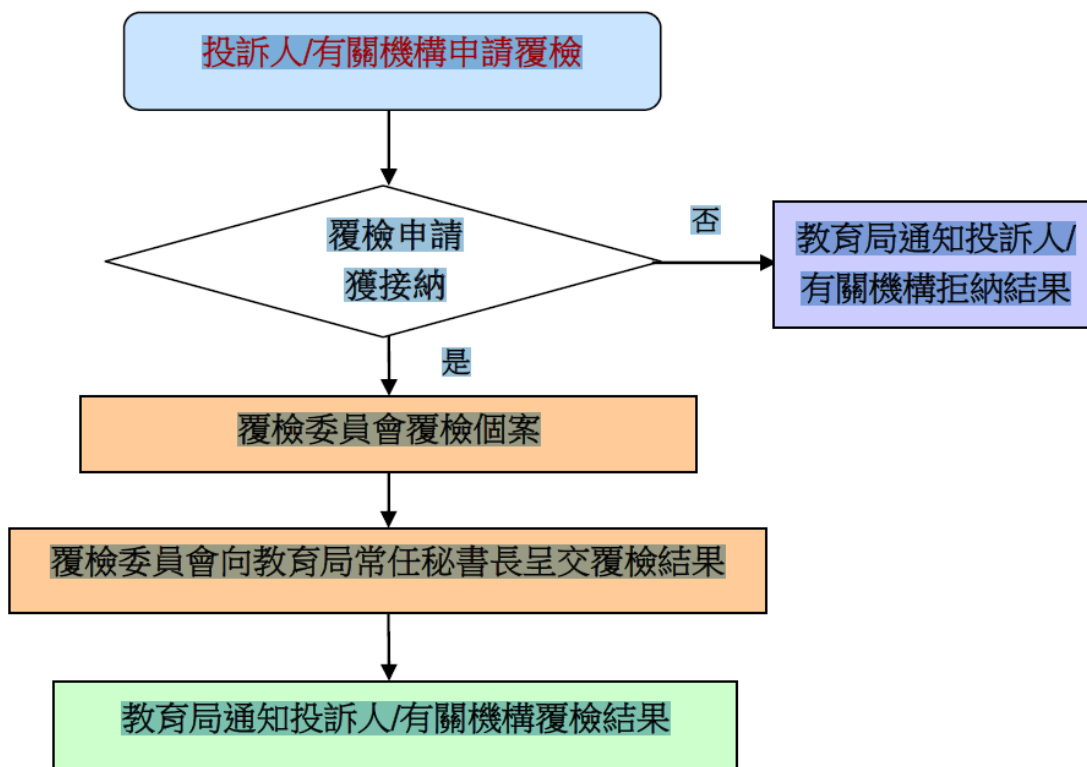 投訴人/有關機構申請覆檢
覆檢申請
獲接納
否
教育局通知投訴人/
有關機構拒納結果
是
覆檢委員會覆檢個案
覆檢委員會向教育局常任秘書長呈交覆檢結果
教育局通知投訴人/有關機構覆檢結果